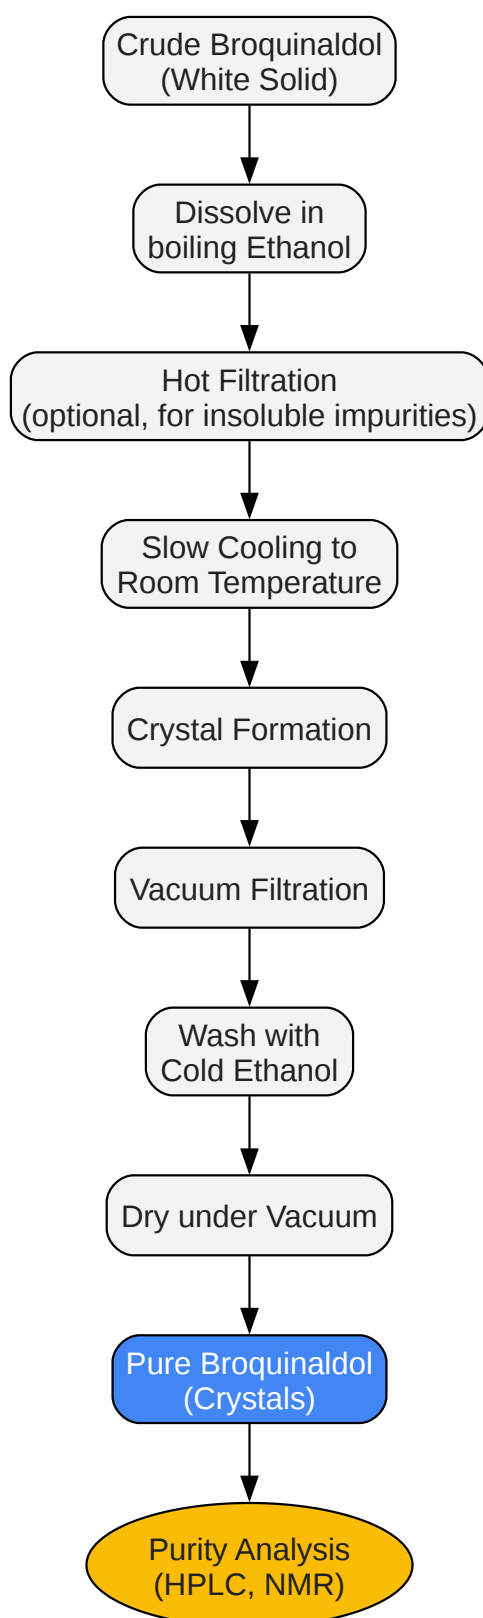 Crude Broquinaldol
(White Solid)
Dissolve in
boiling Ethanol
Hot Filtration
(optional, for insoluble impurities)
Slow Cooling to
Room Temperature
Crystal Formation
Vacuum Filtration
Wash with
Cold Ethanol
Dry under Vacuum
Pure Broquinaldol
(Crystals)
Purity Analysis
(HPLC, NMR)